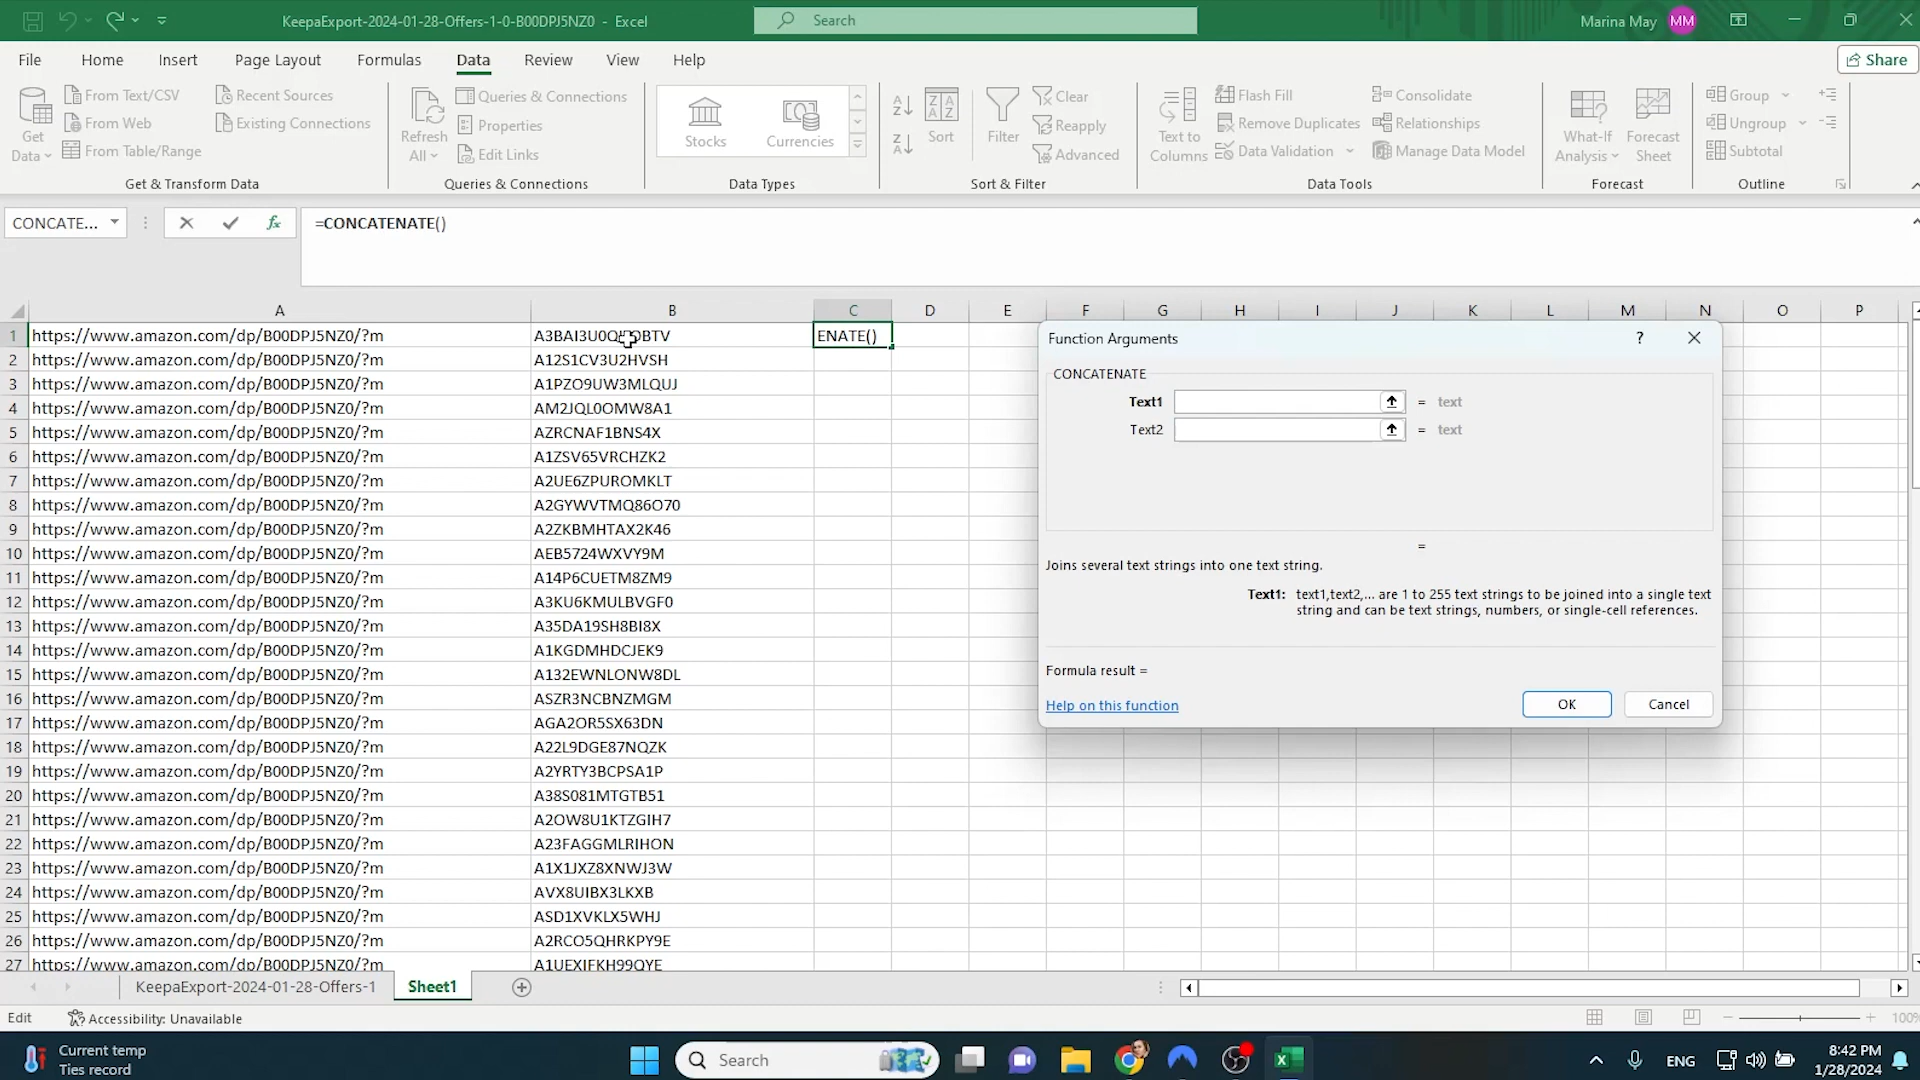 KeepaExport-2024-01-28-Offers-1-0-B00DPJ5NZ0 - Excel
Search
Marina May MM
File Home Insert Page Layout Formulas Data Review View Help
Share
Get Data
From Text/CSV
From Web
From Table/Range
Recent Sources
Existing Connections
Get & Transform Data
Refresh All
Queries & Connections
Properties
Edit Links
Queries & Connections
Stocks
Currencies
Data Types
Sort
Filter
Clear
Reapply
Advanced
Sort & Filter
Text to Columns
Flash Fill
Remove Duplicates
Data Validation
Consolidate
Relationships
Manage Data Model
Data Tools
What-If Analysis
Forecast Sheet
Forecast
Group
Ungroup
Subtotal
Outline
CONCATE... fx =CONCATENATE()
A B C D E F G H I J K L M N O P
1 https://www.amazon.com/dp/B00DPJ5NZ0/?m ENATE()
2 https://www.amazon.com/dp/B00DPJ5NZ0/?m A12S1CV3U2HVSH
3 https://www.amazon.com/dp/B00DPJ5NZ0/?m A1PZO9UW3MLQUJ
4 https://www.amazon.com/dp/B00DPJ5NZ0/?m AM2JQL0OMW8A1
5 https://www.amazon.com/dp/B00DPJ5NZ0/?m AZRCNAF1BNS4X
6 https://www.amazon.com/dp/B00DPJ5NZ0/?m A1ZSV65VRCHZK2
7 https://www.amazon.com/dp/B00DPJ5NZ0/?m A2UE6ZPUROMKLT
8 https://www.amazon.com/dp/B00DPJ5NZ0/?m A2GYWVTMQ86O70
9 https://www.amazon.com/dp/B00DPJ5NZ0/?m A2ZKBMHTAX2K46
10 https://www.amazon.com/dp/B00DPJ5NZ0/?m AEB5724WXVY9M
11 https://www.amazon.com/dp/B00DPJ5NZ0/?m A14P6CUETM8ZM9
12 https://www.amazon.com/dp/B00DPJ5NZ0/?m A3KU6KMULBVGF0
13 https://www.amazon.com/dp/B00DPJ5NZ0/?m A35DA19SH8BI8X
14 https://www.amazon.com/dp/B00DPJ5NZ0/?m A1KGDMHDCJEK9
15 https://www.amazon.com/dp/B00DPJ5NZ0/?m A132EWNLONW8DL
16 https://www.amazon.com/dp/B00DPJ5NZ0/?m ASZR3NCBNZMGM
17 https://www.amazon.com/dp/B00DPJ5NZ0/?m AGA2OR5SX63DN
18 https://www.amazon.com/dp/B00DPJ5NZ0/?m A22L9DGE87NQZK
19 https://www.amazon.com/dp/B00DPJ5NZ0/?m A2YRTY3BCPSA1P
20 https://www.amazon.com/dp/B00DPJ5NZ0/?m A38S081MTGTB51
21 https://www.amazon.com/dp/B00DPJ5NZ0/?m A2OW8U1KTZGIH7
22 https://www.amazon.com/dp/B00DPJ5NZ0/?m A23FAGGMLRIHON
23 https://www.amazon.com/dp/B00DPJ5NZ0/?m A1X1JXZ8XNWJ3W
24 https://www.amazon.com/dp/B00DPJ5NZ0/?m AVX8UIBX3LKXB
25 https://www.amazon.com/dp/B00DPJ5NZ0/?m ASD1XVKLX5WHJ
26 https://www.amazon.com/dp/B00DPJ5NZ0/?m A2RCO5QHRKPY9E
27 https://www.amazon.com/dp/B00DPJ5NZ0/?m A1UEXIFKH99QYE
Function Arguments ?
CONCATENATE
Text1 = text
Text2 = text
=
Joins several text strings into one text string.
Text1: text1,text2,... are 1 to 255 text strings to be joined into a single text
string and can be text strings, numbers, or single-cell references.
Formula result =
Help on this function
OK
Cancel
KeepaExport-2024-01-28-Offers-1 Sheet1
Edit Accessibility: Unavailable
100%
Current temp
Ties record
Search
ENG
8:42 PM
1/28/2024